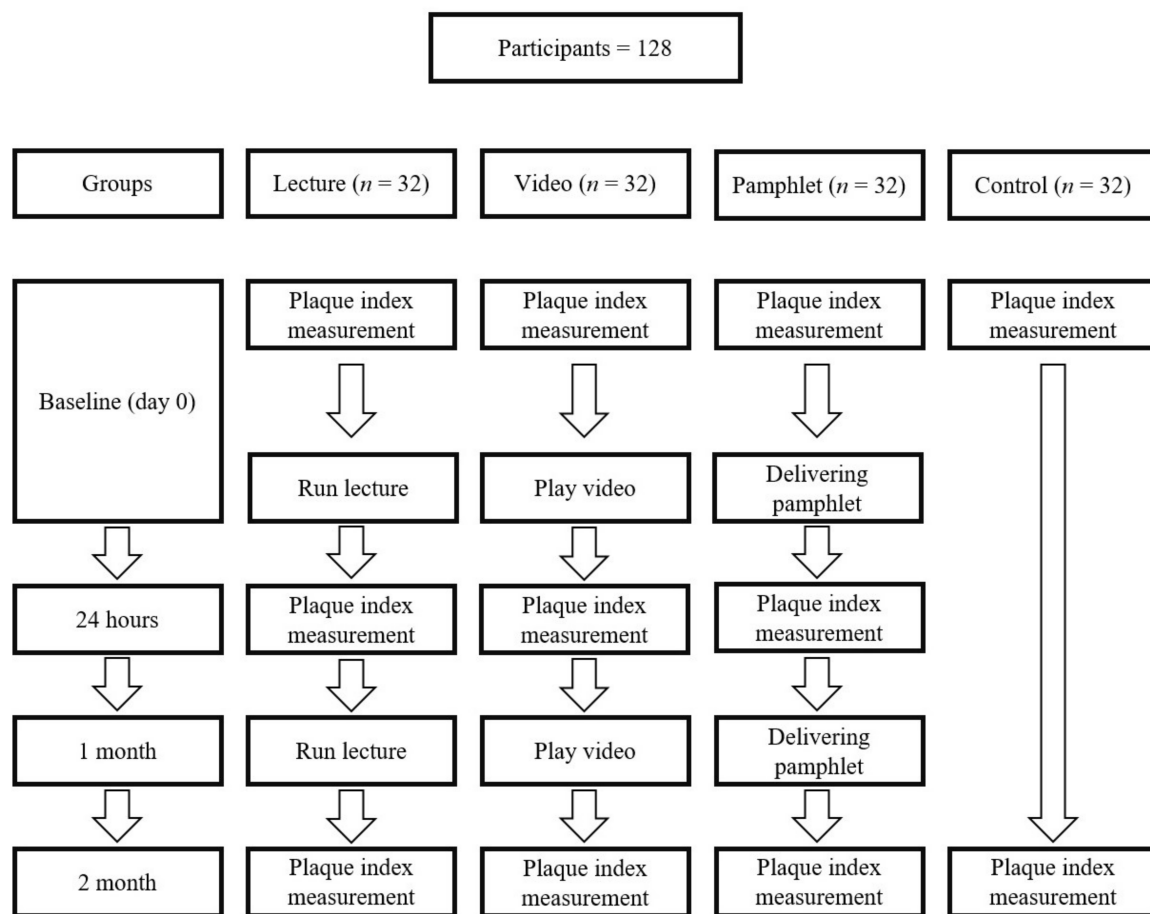 Participants = 128
Groups
Lecture (n = 32)
Video (n = 32)
Pamphlet (n = 32)
Control (n = 32)
Baseline (day 0)
Plaque index
measurement
Plaque index
measurement
Plaque index
measurement
Plaque index
measurement
Run lecture
Play video
Delivering
pamphlet
24 hours
Plaque index
measurement
Plaque index
measurement
Plaque index
measurement
1 month
Run lecture
Play video
Delivering
pamphlet
2 month
Plaque index
measurement
Plaque index
measurement
Plaque index
measurement
Plaque index
measurement